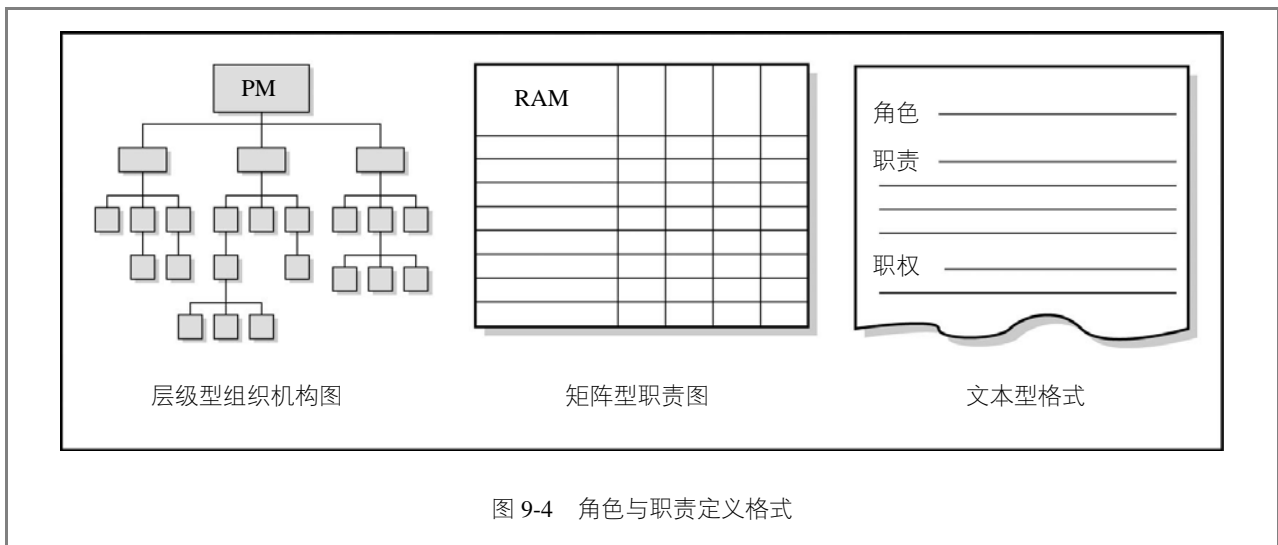 PM
RAM
角色
职责
职权
层级型组织机构图
矩阵型职责图
文本型格式
图 9-4 角色与职责定义格式